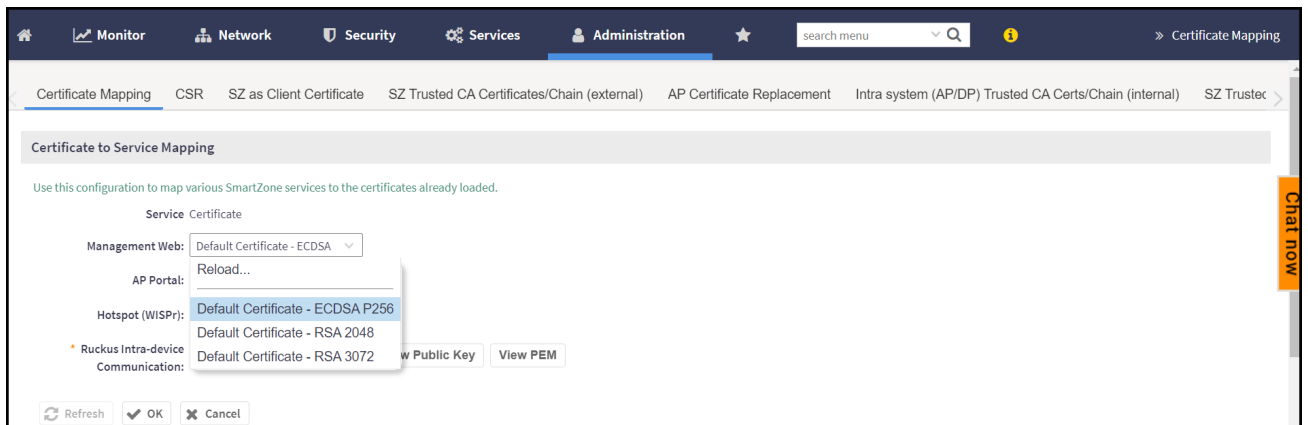 Monitor Network Security Services Administration search menu » Certificate Mapping
Certificate Mapping CSR SZ as Client Certificate SZ Trusted CA Certificates/Chain (external) AP Certificate Replacement Intra system (AP/DP) Trusted CA Certs/Chain (internal) SZ Trusted
Certificate to Service Mapping
Use this configuration to map various SmartZone services to the certificates already loaded.
Service Certificate
Management Web: Default Certificate - ECDSA
Reload...
AP Portal:
Default Certificate - ECDSA P256
Hotspot (WISPr):
Default Certificate - RSA 2048
* Ruckus Intra-device
Communication:
Default Certificate - RSA 3072
w Public Key View PEM
Refresh OK Cancel
Chat now